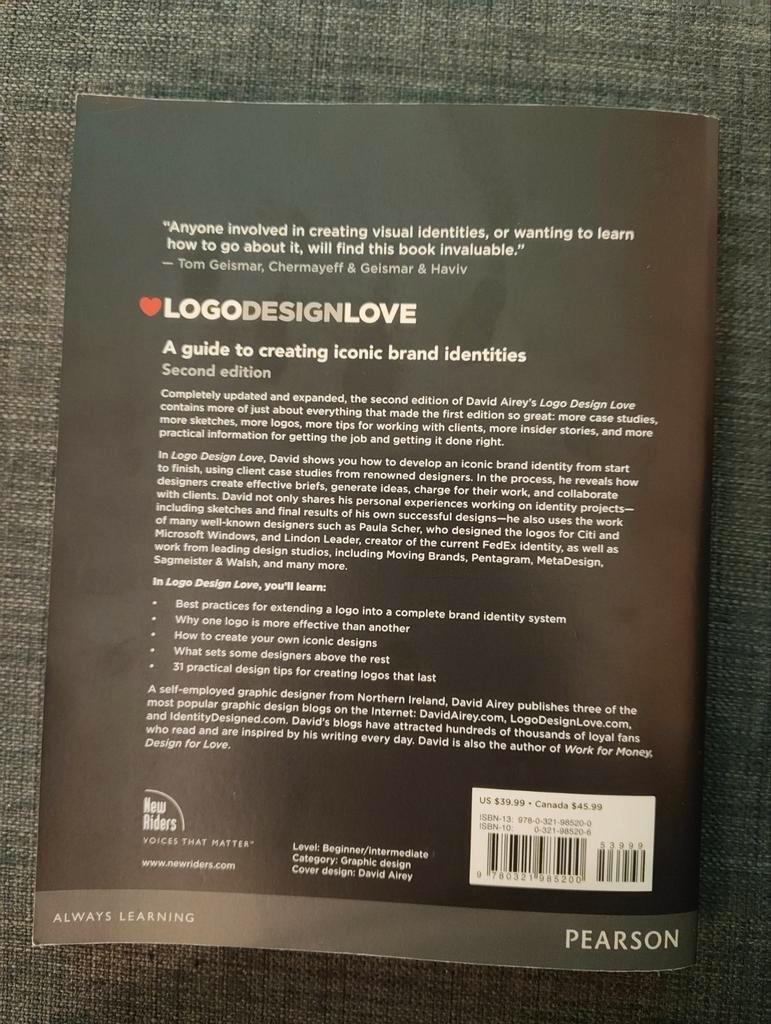 "Anyone involved in creating visual identities, or wanting to learn
how to go about it, will find this book invaluable."
— Tom Geismar, Chermayeff & Geismar & Haviv
LOGODESIGNLOVE
A guide to creating iconic brand identities
Second edition
Completely updated and expanded, the second edition of David Airey's Logo Design Love
contains more of just about everything that made the first edition so great: more case studies,
more sketches, more logos, more tips for working with clients, more insider stories, and more
practical information for getting the job and getting it done right.
In Logo Design Love, David shows you how to develop an iconic brand identity from start
to finish, using client case studies from renowned designers. In the process, he reveals how
designers create effective briefs, generate ideas, charge for their work, and collaborate
with clients. David not only shares his personal experiences working on identity projects—
including sketches and final results of his own successful designs—he also uses the work
of many well-known designers such as Paula Scher, who designed the logos for Citi and
Microsoft Windows, and Lindon Leader, creator of the current FedEx identity, as well as
work from leading design studios, including Moving Brands, Pentagram, MetaDesign,
Sagmeister & Walsh, and many more.
In Logo Design Love, you'll learn:
• Best practices for extending a logo into a complete brand identity system
• Why one logo is more effective than another
• How to create your own iconic designs
• What sets some designers above the rest
• 31 practical design tips for creating logos that last
A self-employed graphic designer from Northern Ireland, David Airey publishes three of the
most popular graphic design blogs on the Internet: DavidAirey.com, LogoDesignLove.com,
and IdentityDesigned.com. David's blogs have attracted hundreds of thousands of loyal fans
who read and are inspired by his writing every day. David is also the author of Work for Money,
Design for Love.
New
Riders
VOICES THAT MATTER™
www.newriders.com
Level: Beginner/intermediate
Category: Graphic design
Cover design: David Airey
US $39.99 • Canada $45.99
ISBN-13: 978-0-321-98520-0
ISBN-10: 0-321-98520-6
5 3 9 9 9
9 780321 985200
ALWAYS LEARNING
PEARSON